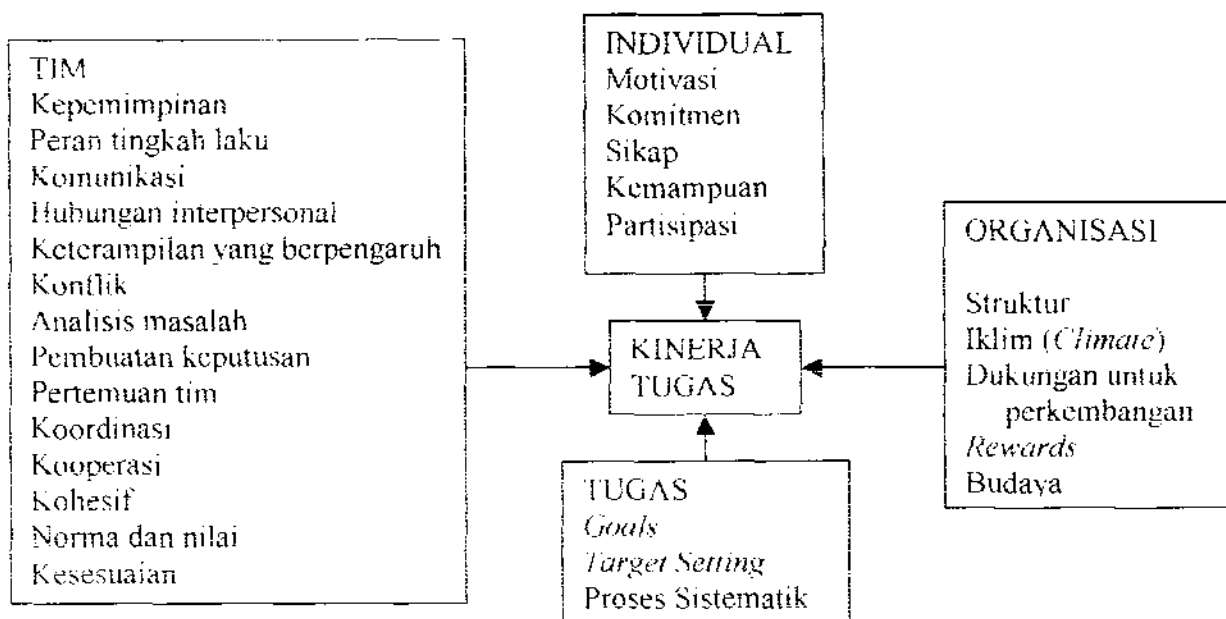 TIM
Kepemimpinan
Peran tingkah laku
Komunikasi
Hubungan interpersonal
Keterampilan yang berpengaruh
Konflik
Analisis masalah
Pembuatan keputusan
Pertemuan tim
Koordinasi
Kooperasi
Kohesif
Norma dan nilai
Kesesuaian
INDIVIDUAL
Motivasi
Komitmen
Sikap
Kemampuan
Partisipasi
KINERJA
TUGAS
TUGAS
Goals
Target Setting
Proses Sistematik
ORGANISASI
Struktur
Iklim (Climate)
Dukungan untuk
perkembangan
Rewards
Budaya